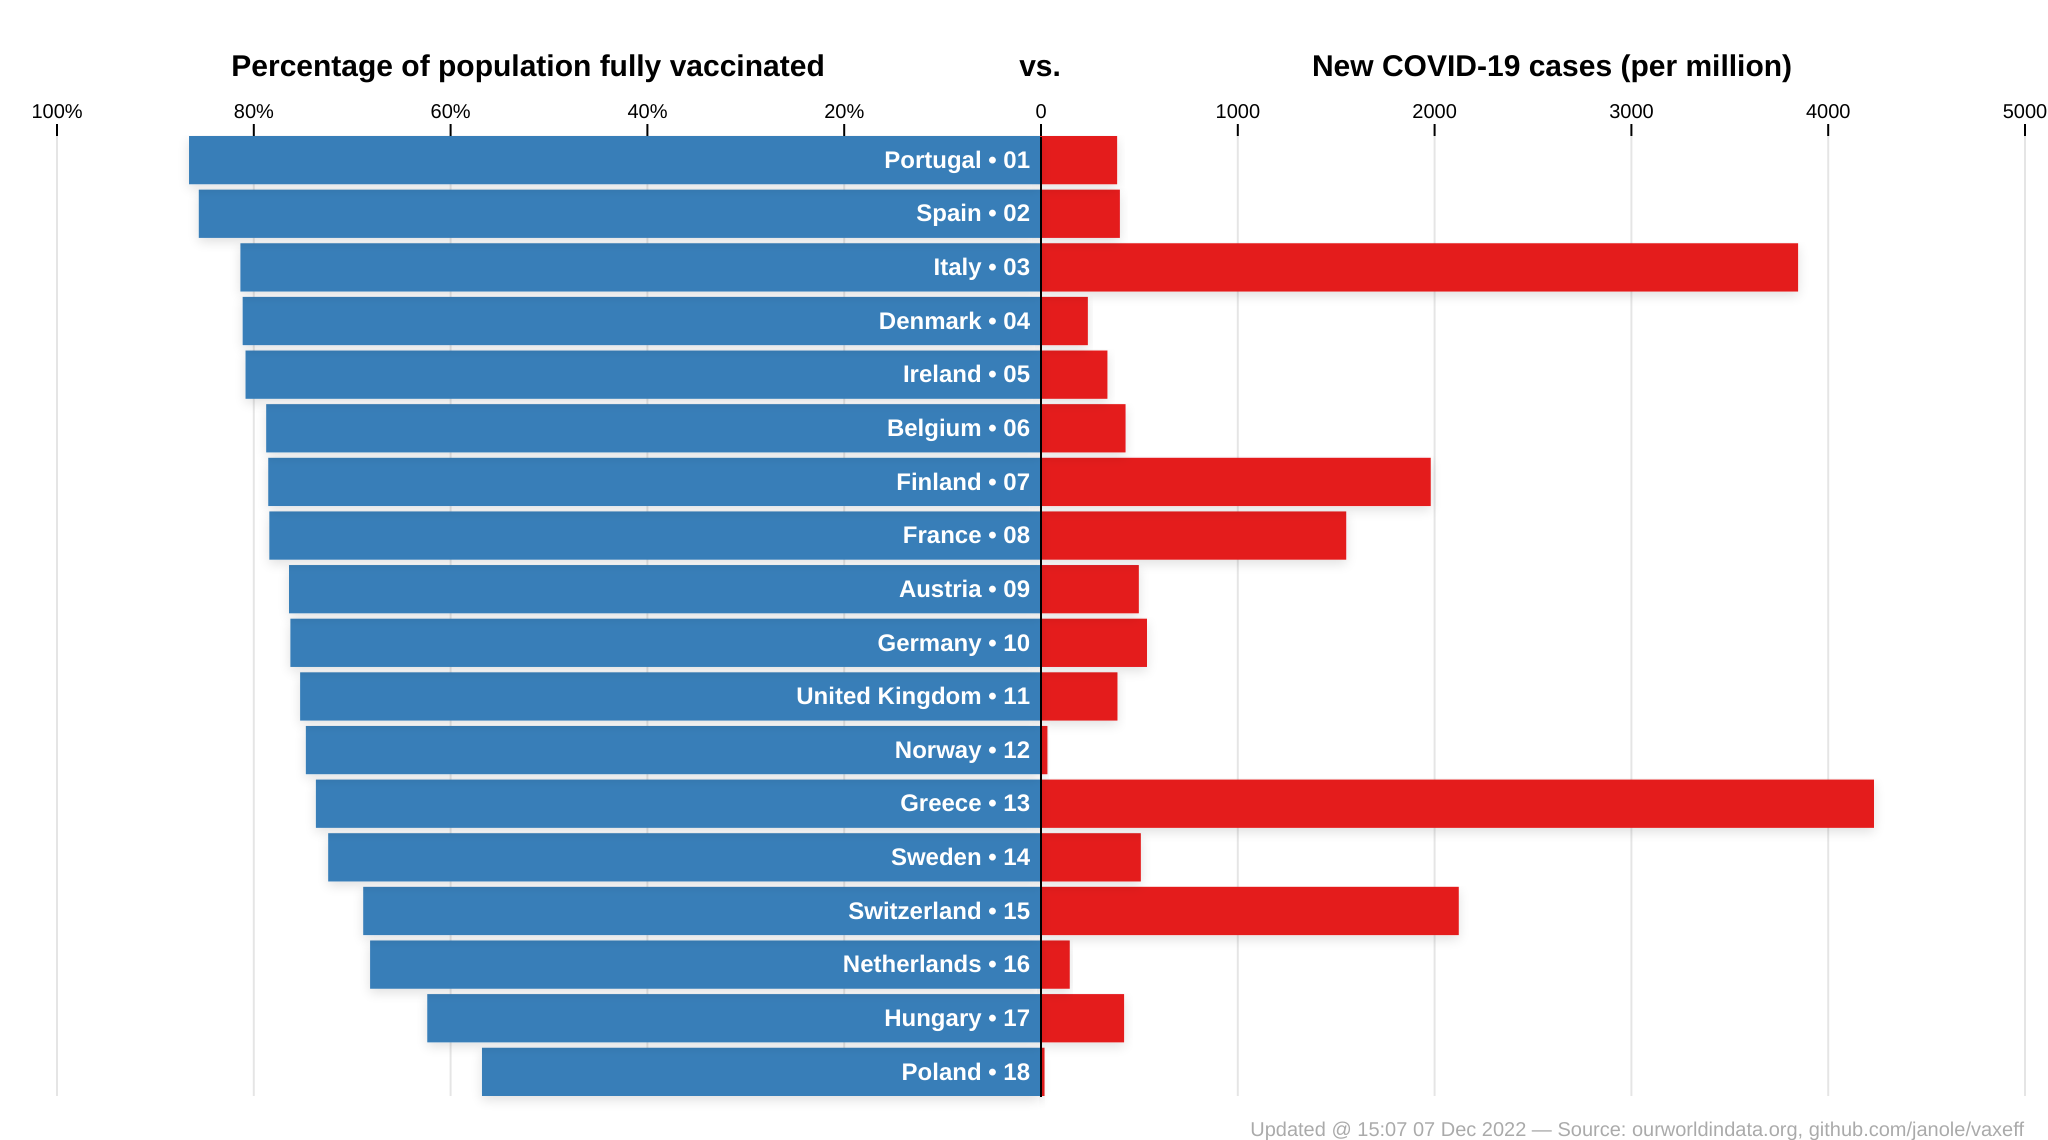 Percentage of population fully vaccinated vs. New COVID-19 cases (per million)
100% 80% 60% 40% 20% 0 1000 2000 3000 4000 5000
Portugal • 01
Spain • 02
Italy • 03
Denmark • 04
Ireland • 05
Belgium • 06
Finland • 07
France • 08
Austria • 09
Germany • 10
United Kingdom • 11
Norway • 12
Greece • 13
Sweden • 14
Switzerland • 15
Netherlands • 16
Hungary • 17
Poland • 18
Updated @ 15:07 07 Dec 2022 — Source: ourworldindata.org, github.com/janole/vaxeff